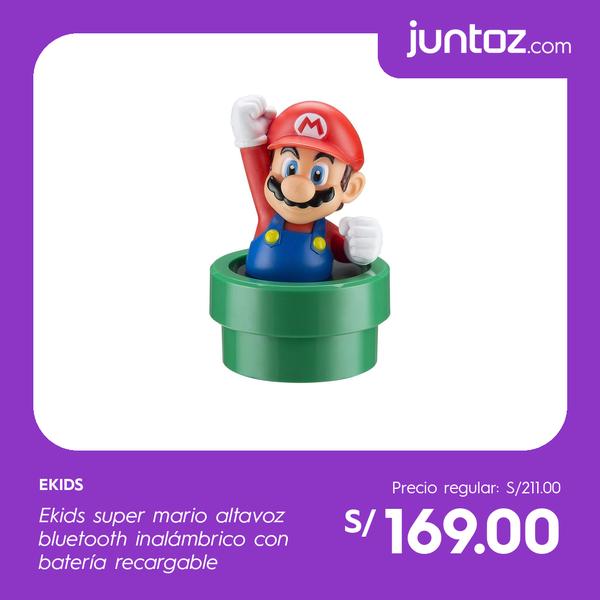 juntoz.com
M
EKIDS
Ekids super mario altavoz
bluetooth inalámbrico con
batería recargable
Precio regular: S/211.00
S/169.00